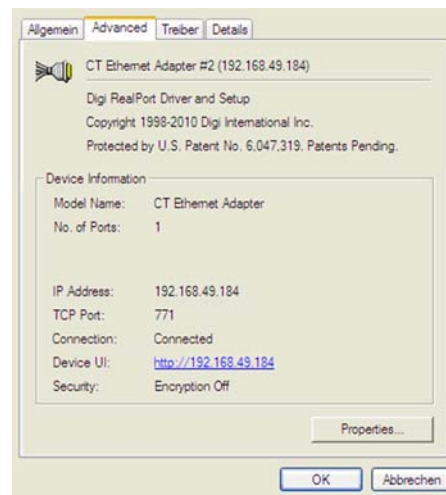 Allgemein Advanced Treiber Details
CT Ethernet Adapter #2 (192.168.49.184)
Digi RealPort Driver and Setup
Copyright 1998-2010 Digi International Inc.
Protected by U.S. Patent No. 6,047,319. Patents Pending.
Device Information
Model Name: CT Ethernet Adapter
No. of Ports: 1
IP Address: 192.168.49.184
TCP Port: 771
Connection: Connected
Device UI: http://192.168.49.184
Security: Encryption Off
Properties...
OK Abbrechen